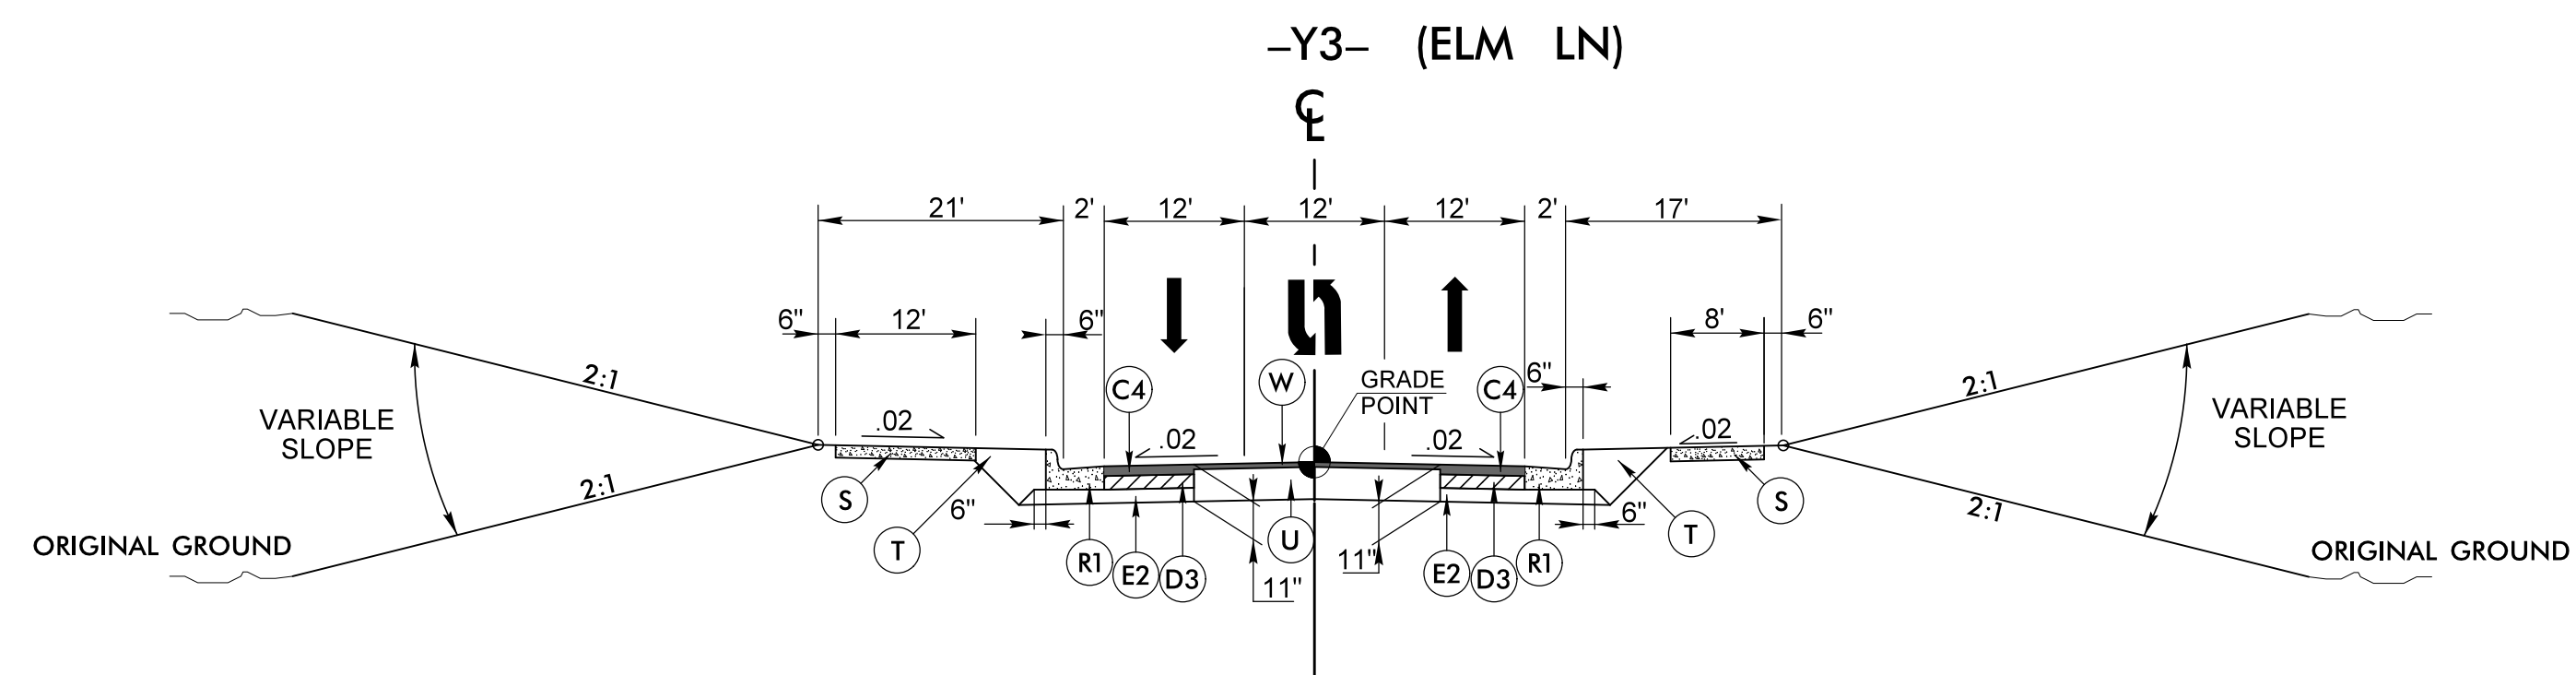 –Y3– (ELM LN)
℄
21' 2' 12' 12' 12' 2' 17'
6" 12' 6" 8' 6"
2:1 C4 W GRADE POINT C4 6" 2:1
VARIABLE SLOPE .02 .02 .02 .02 VARIABLE SLOPE
2:1 S 6" S 2:1
ORIGINAL GROUND T R1 E2 D3 11" U 11" E2 D3 R1 6" T ORIGINAL GROUND